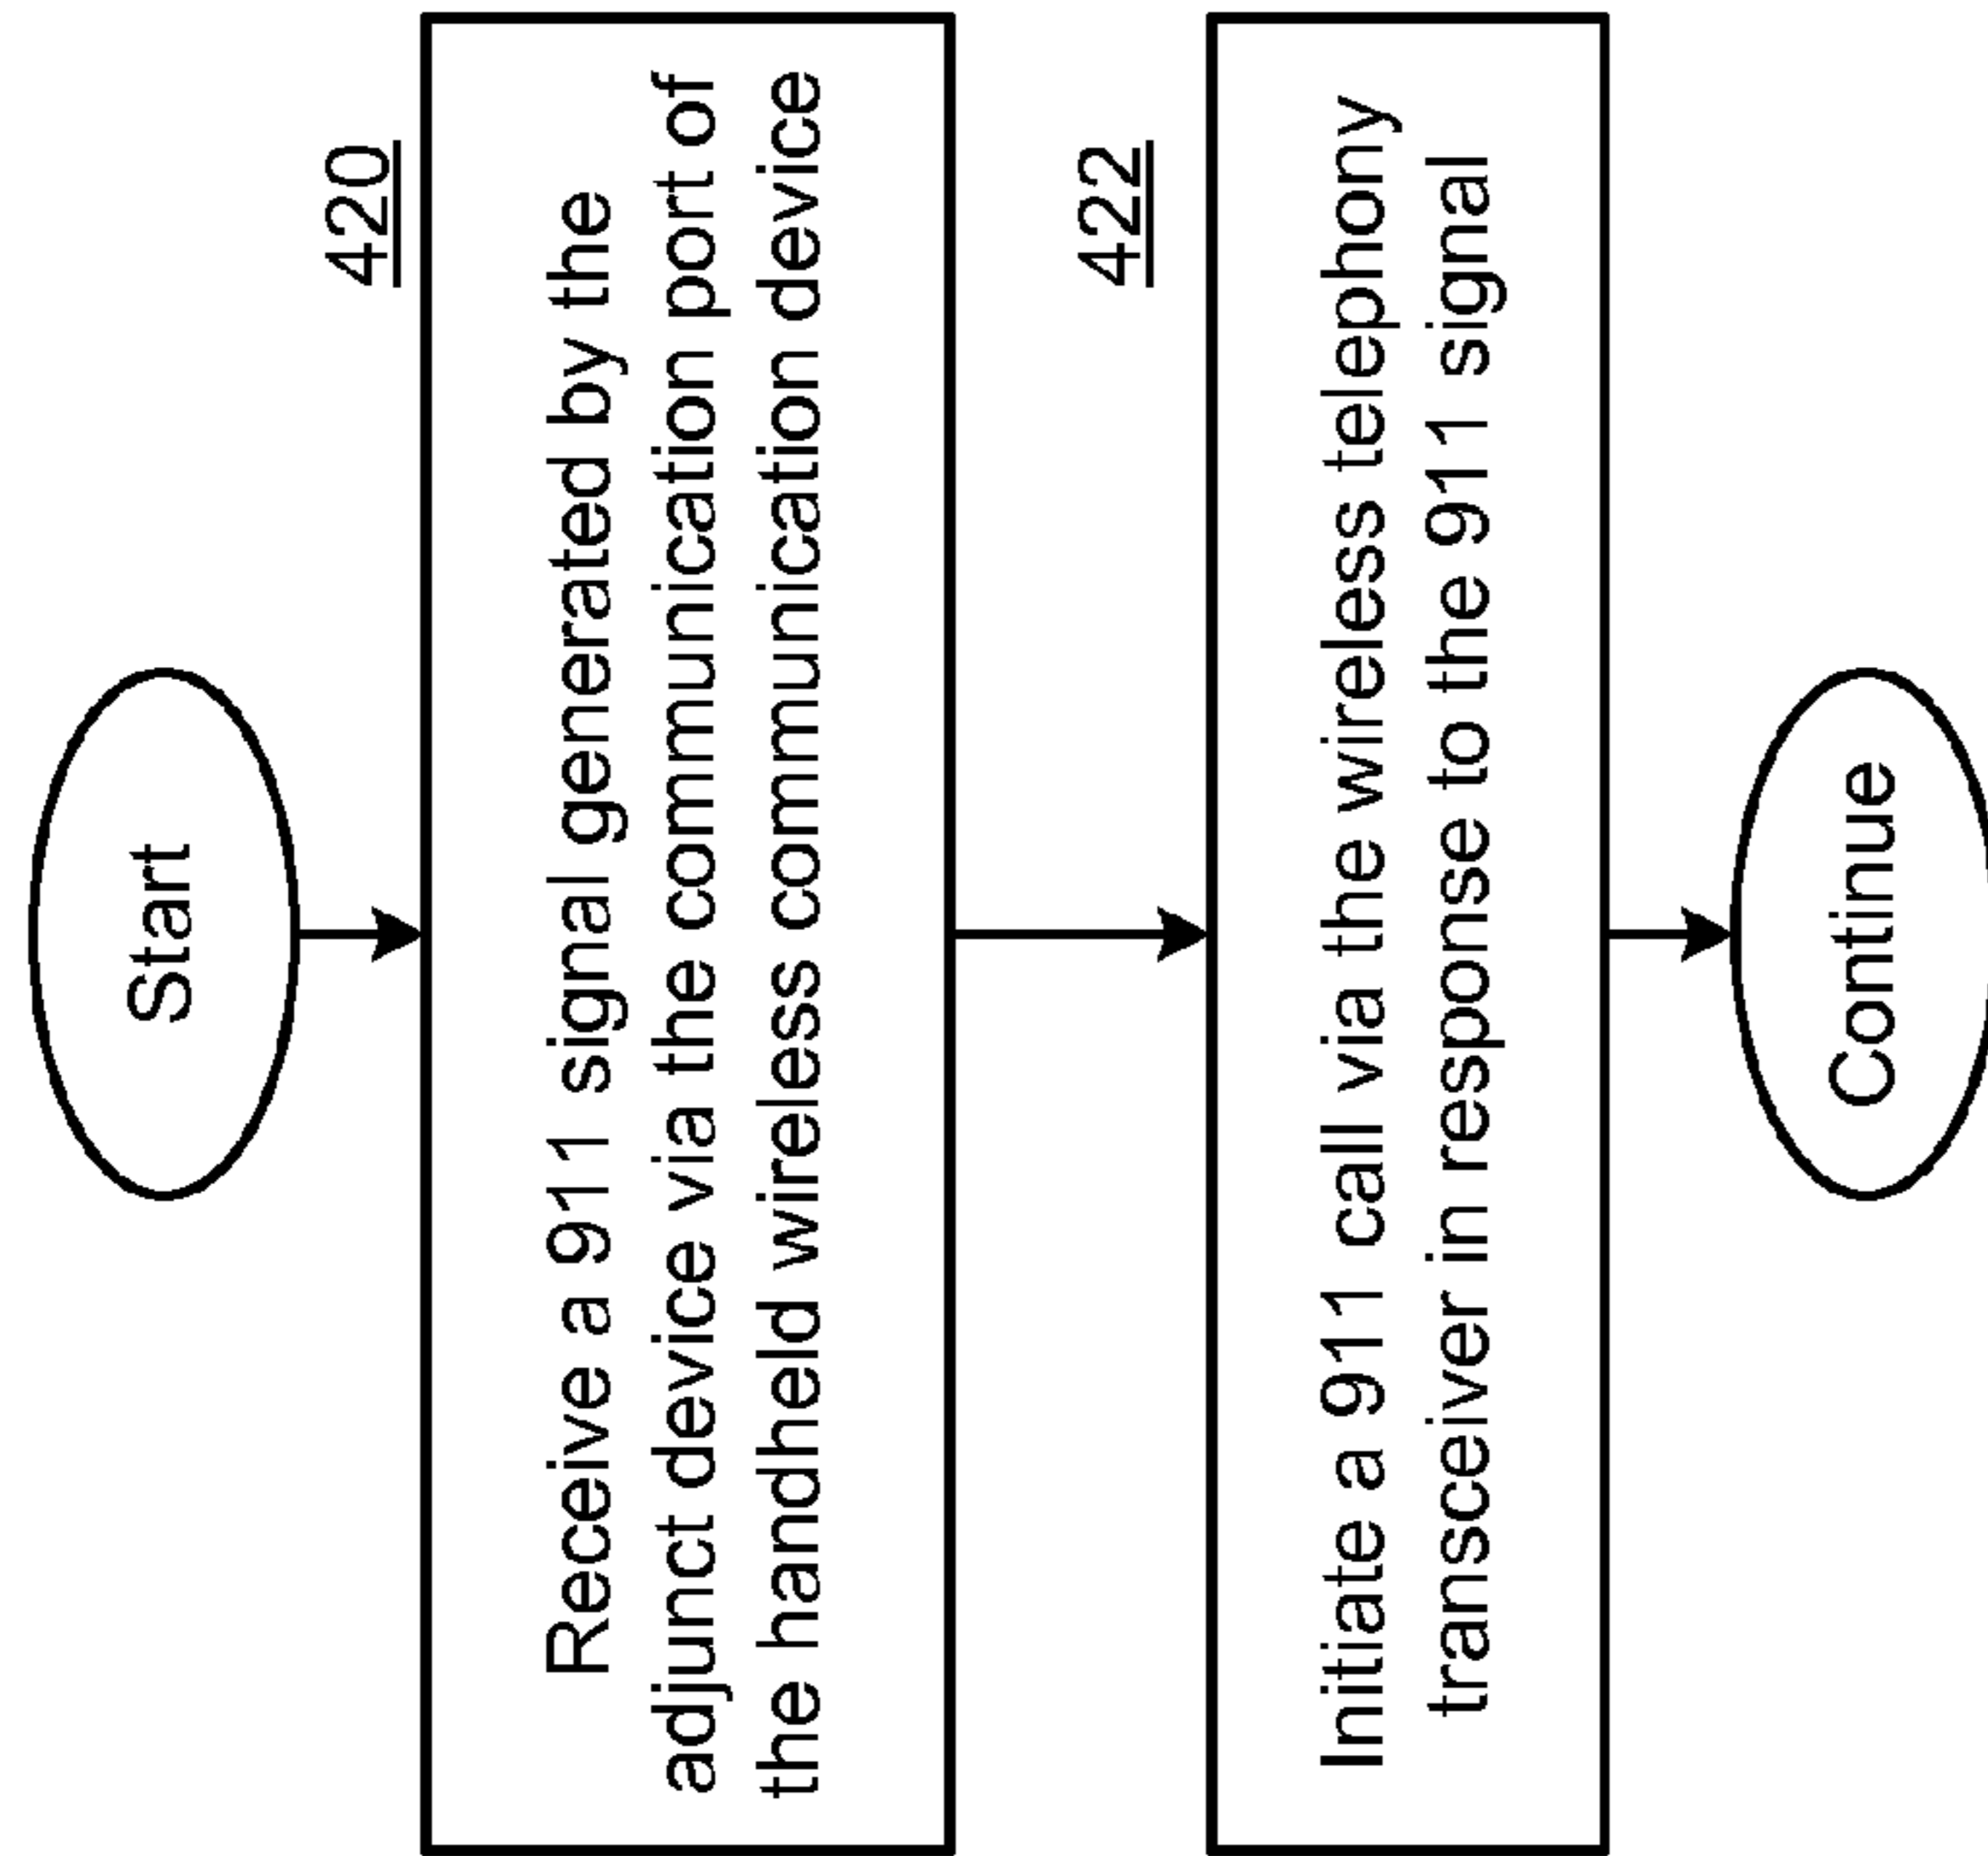 Start
420
Receive a 911 signal generated by the
adjunct device via the communication port of
the handheld wireless communication device
422
Initiate a 911 call via the wireless telephony
transceiver in response to the 911 signal
Continue